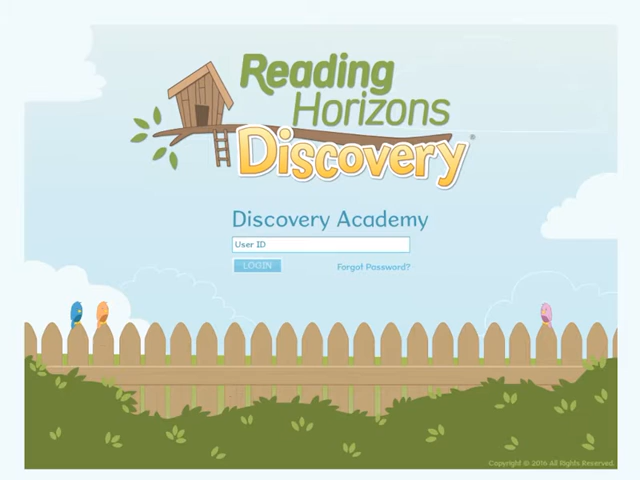 Reading
Horizons
Discovery®
Discovery Academy
User ID
LOGIN
Forgot Password?
Copyright © 2016 All Rights Reserved.